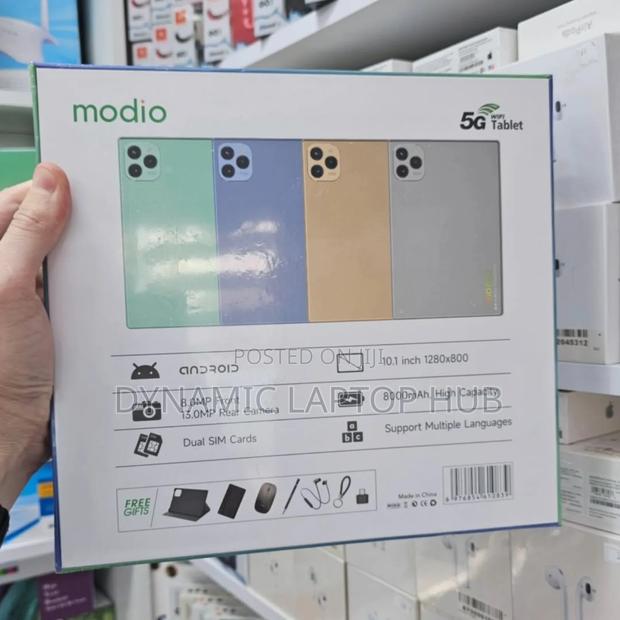 modio
5G WIFI Tablet
ANDROID
10.1 inch 1280x800
8.0MP Front
13.0MP Rear Camera
8000mAh, High Capacity
Dual SIM Cards
a b c
Support Multiple Languages
FREE
GIFTS
Made in China
POSTED ON JIJI
DYNAMIC LAPTOP HUB
AirPods